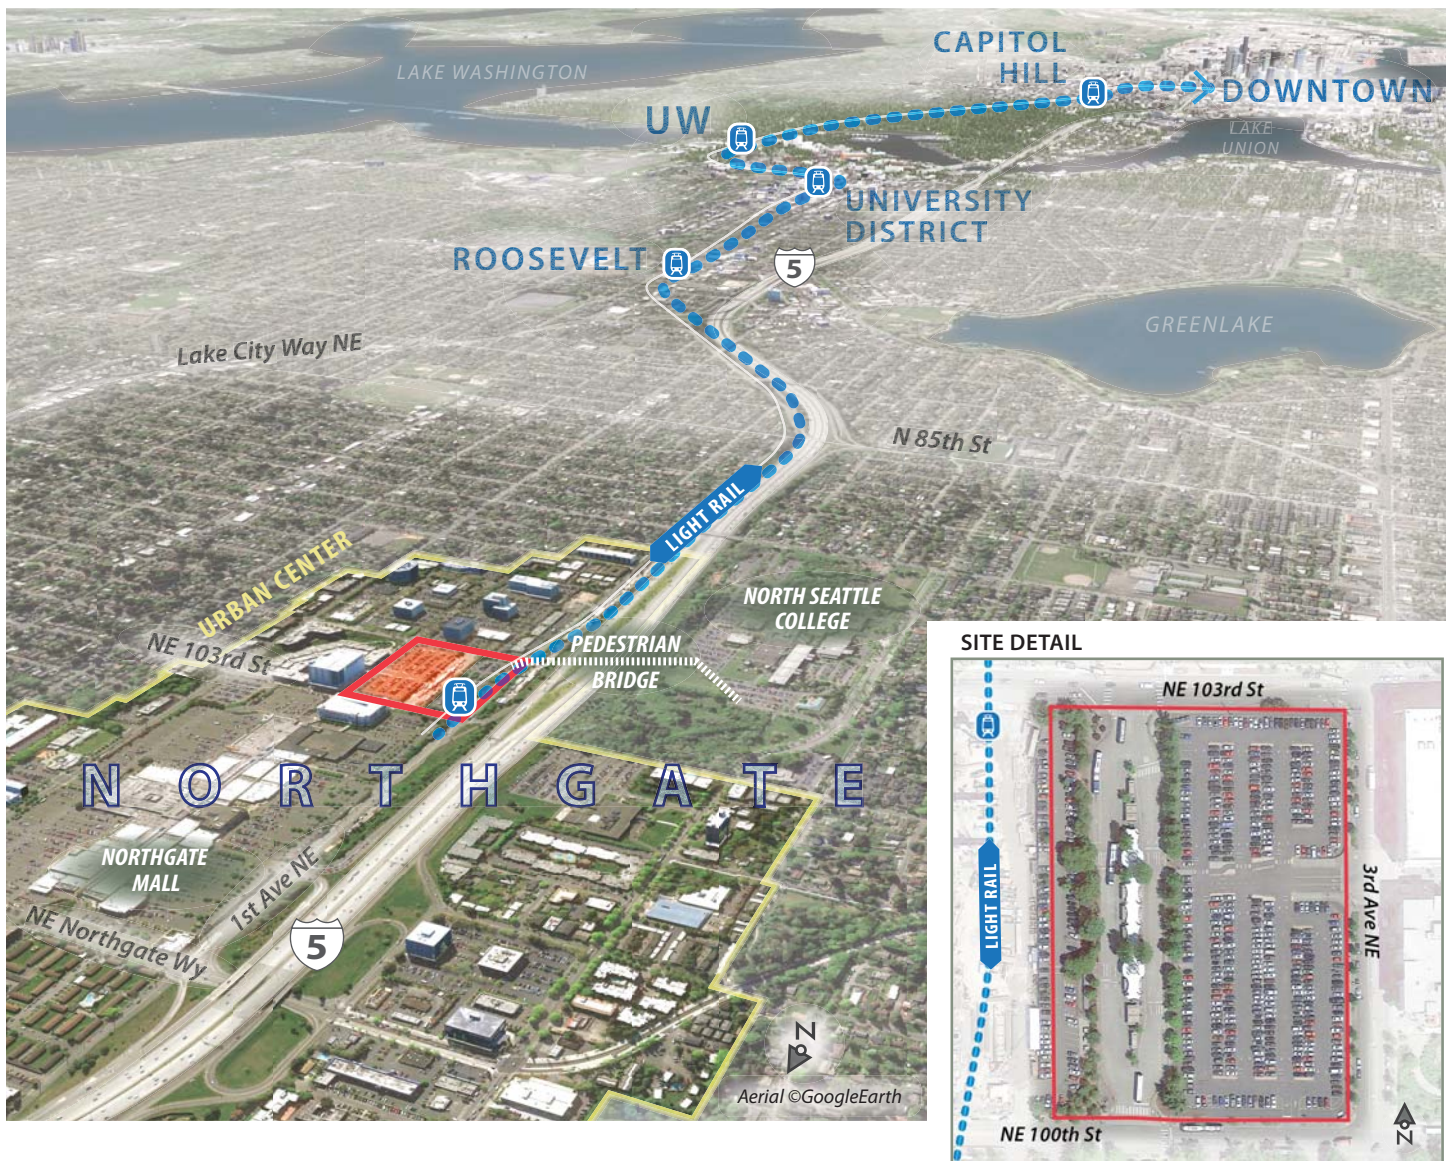 CAPITOL
HILL
LAKE WASHINGTON
DOWNTOWN
UW
LAKE
UNION
UNIVERSITY
DISTRICT
ROOSEVELT
5
GREENLAKE
Lake City Way NE
N 85th St
LIGHT RAIL
URBAN CENTER
NORTH SEATTLE
COLLEGE
NE 103rd St
PEDESTRIAN
BRIDGE
NORTHGATE
NORTHGATE
MALL
1st Ave NE
NE Northgate Wy
5
N
Aerial ©GoogleEarth
SITE DETAIL
NE 103rd St
LIGHT RAIL
3rd Ave NE
NE 100th St
N